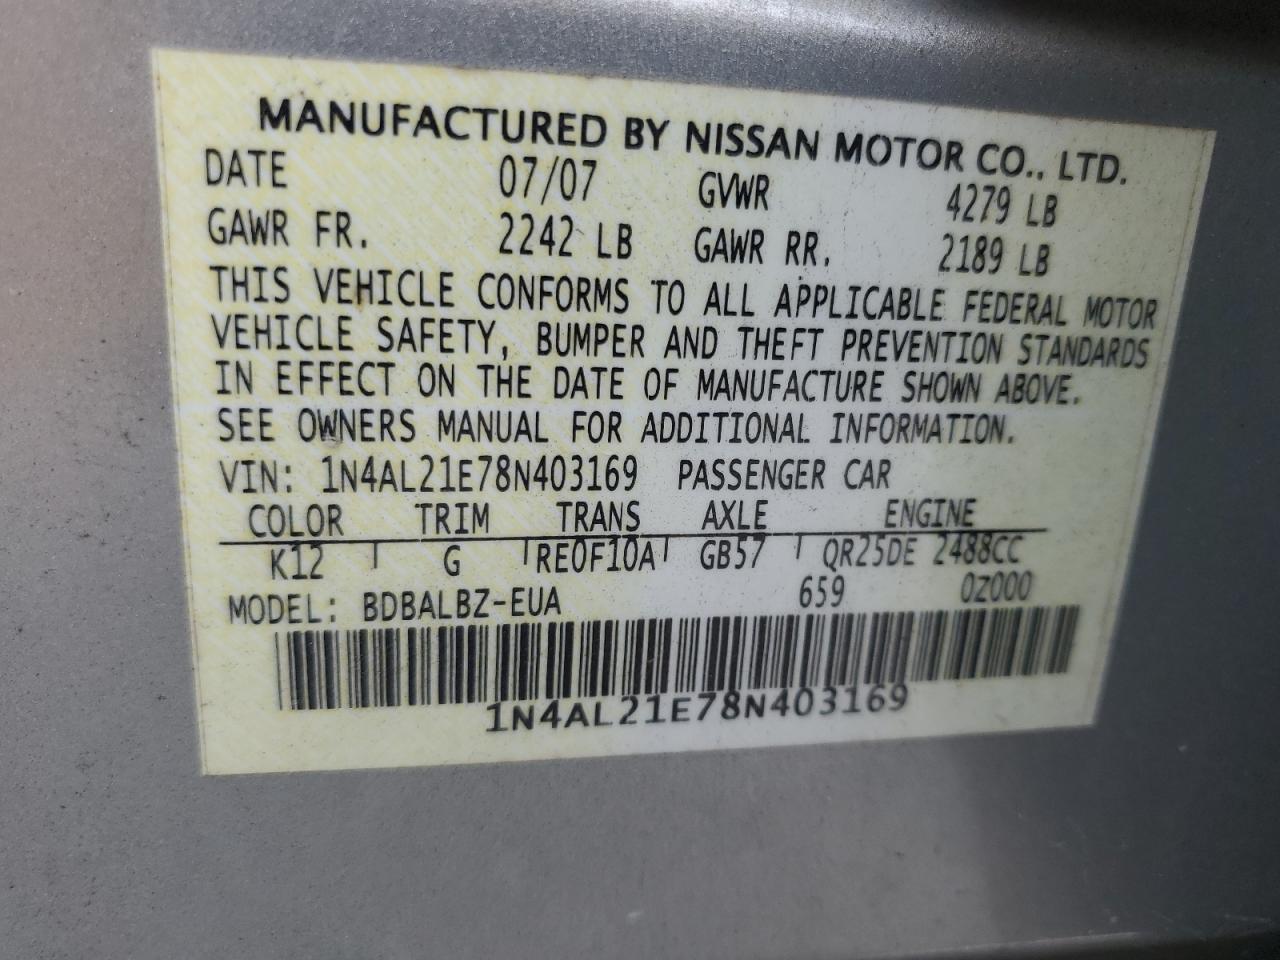 MANUFACTURED BY NISSAN MOTOR CO., LTD.
DATE 07/07 GVWR 4279 LB
GAWR FR. 2242 LB GAWR RR. 2189 LB
THIS VEHICLE CONFORMS TO ALL APPLICABLE FEDERAL MOTOR
VEHICLE SAFETY, BUMPER AND THEFT PREVENTION STANDARDS
IN EFFECT ON THE DATE OF MANUFACTURE SHOWN ABOVE.
SEE OWNERS MANUAL FOR ADDITIONAL INFORMATION.
VIN: 1N4AL21E78N403169 PASSENGER CAR
COLOR TRIM TRANS AXLE ENGINE
K12 G RE0F10A GB57 QR25DE 2488CC
MODEL: BDBALBZ-EUA 659 0Z000
1N4AL21E78N403169